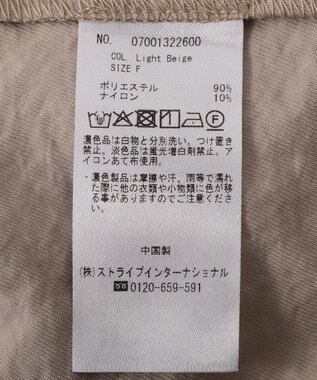 NO. 07001322600
COL Light Beige
SIZE F
ポリエステル 90%
ナイロン 10%
F
濃色品は白物と分別洗い。つけ置き
禁止。淡色品は蛍光増白剤禁止。ア
イロンあて布使用。
・濃色製品は摩擦や汗、雨等で濡れ
た際に他の衣類や小物類に色が移
る事がありますのでご注意くださ
い。
中国製
(株)ストライプインターナショナル
0120-659-591